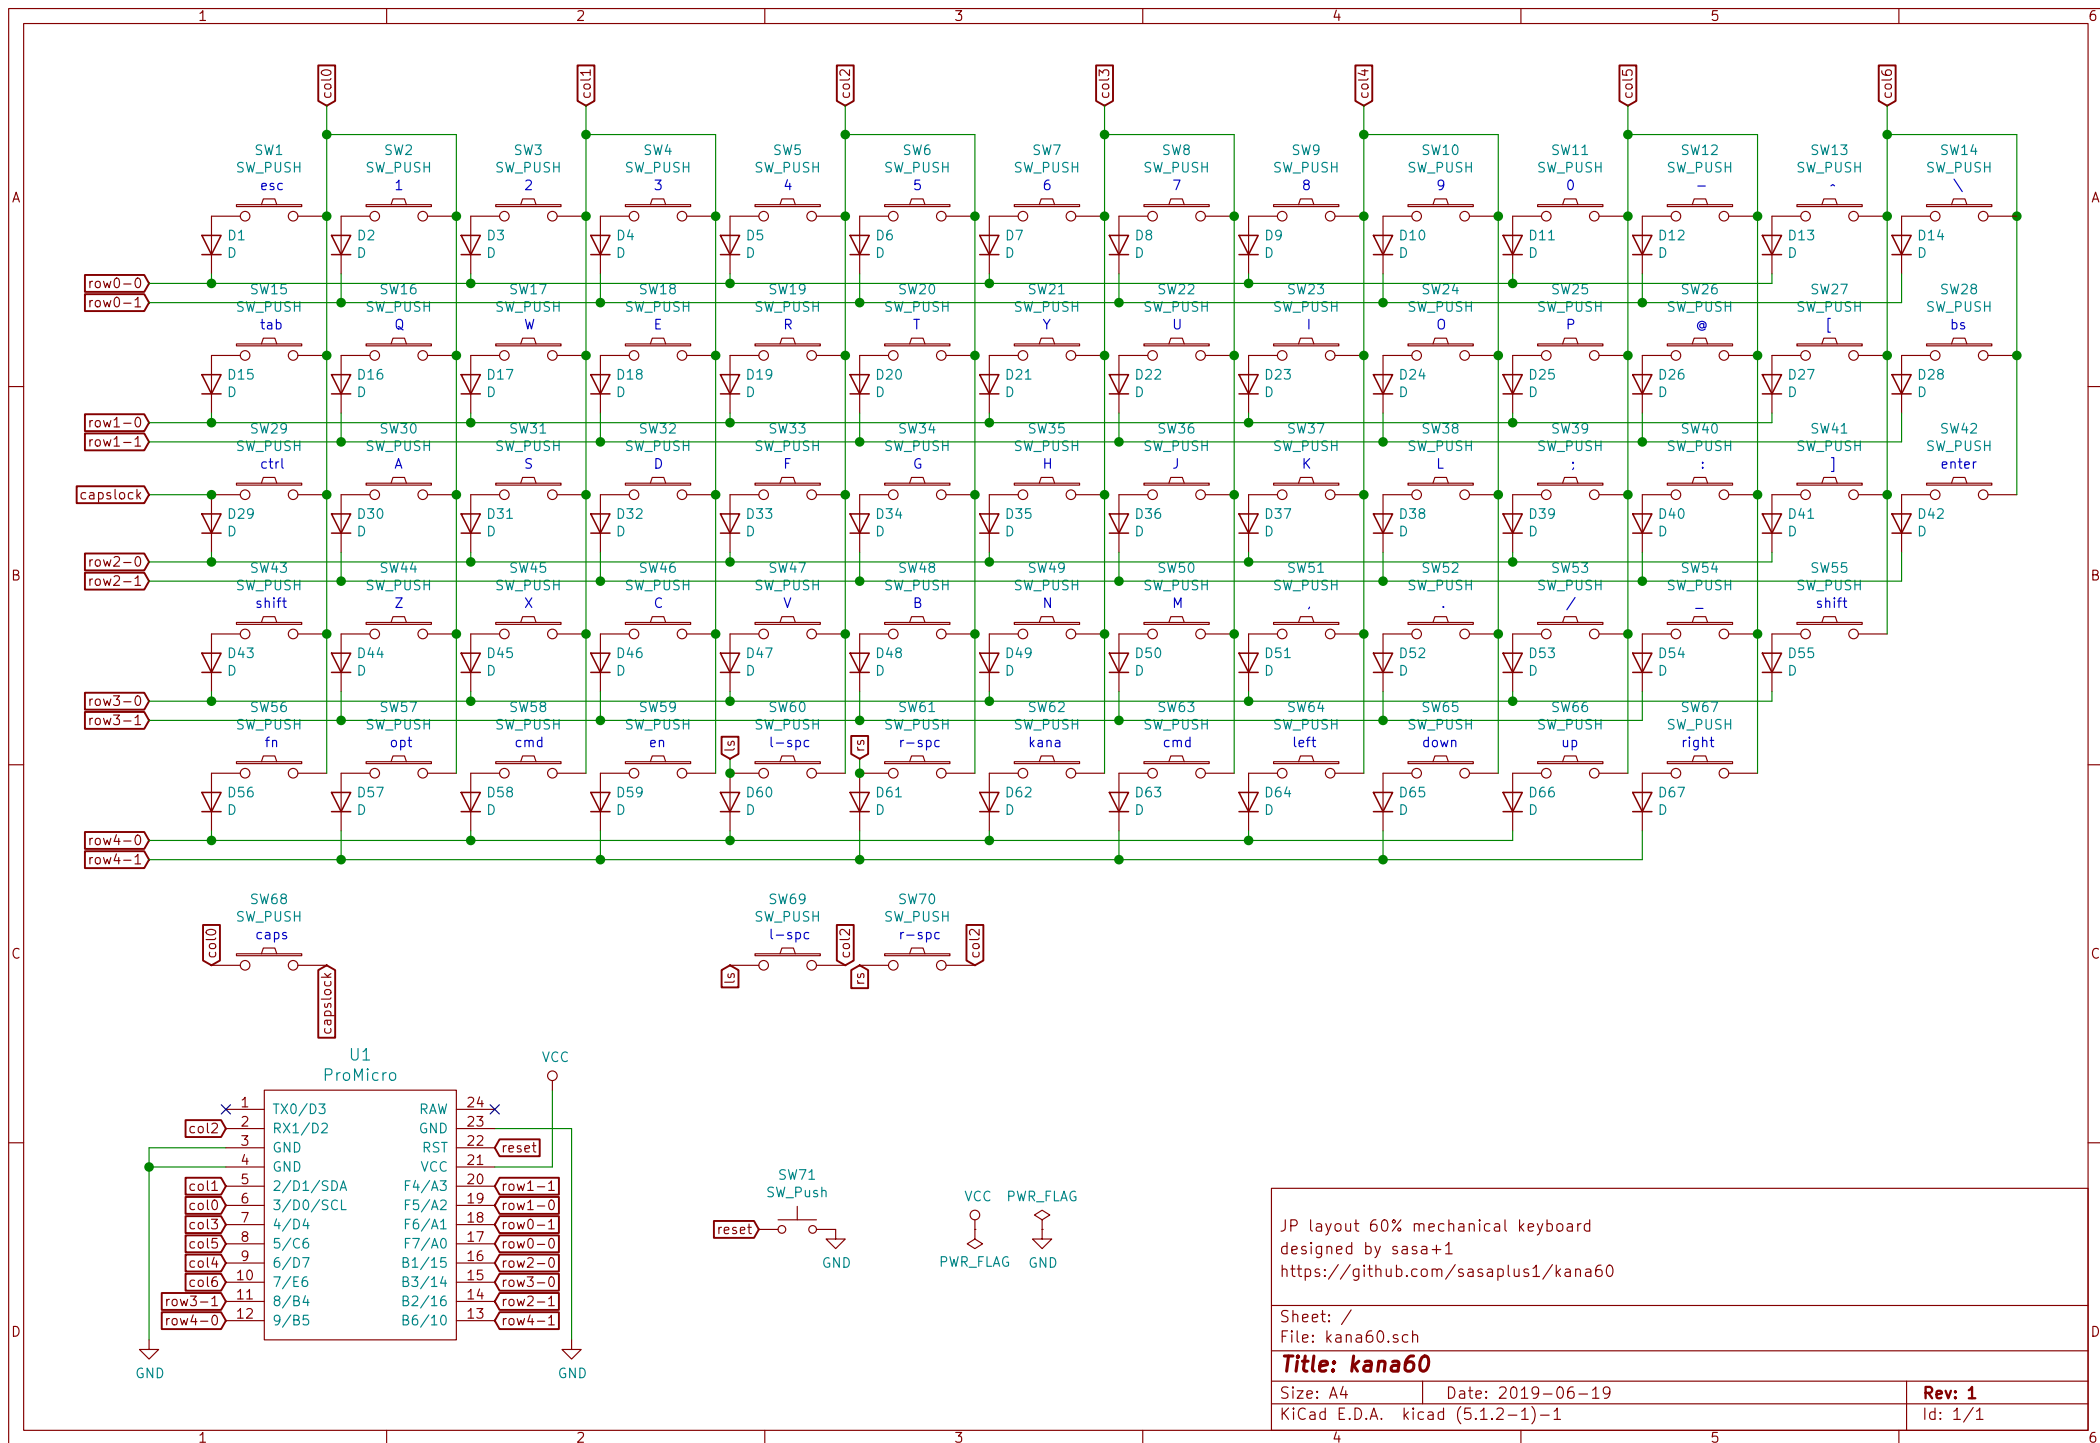 1 2 3 4 5 6
col0 col1 col2 col3 col4 col5 col6
SW1 SW2 SW3 SW4 SW5 SW6 SW7 SW8 SW9 SW10 SW11 SW12 SW13 SW14
SW_PUSH SW_PUSH SW_PUSH SW_PUSH SW_PUSH SW_PUSH SW_PUSH SW_PUSH SW_PUSH SW_PUSH SW_PUSH SW_PUSH SW_PUSH SW_PUSH
esc 1 2 3 4 5 6 7 8 9 0 - ^ \
A A
D1 D2 D3 D4 D5 D6 D7 D8 D9 D10 D11 D12 D13 D14
D D D D D D D D D D D D D D
row0-0
row0-1
SW15 SW16 SW17 SW18 SW19 SW20 SW21 SW22 SW23 SW24 SW25 SW26 SW27 SW28
SW_PUSH SW_PUSH SW_PUSH SW_PUSH SW_PUSH SW_PUSH SW_PUSH SW_PUSH SW_PUSH SW_PUSH SW_PUSH SW_PUSH SW_PUSH SW_PUSH
tab Q W E R T Y U I O P @ [ bs
D15 D16 D17 D18 D19 D20 D21 D22 D23 D24 D25 D26 D27 D28
D D D D D D D D D D D D D D
row1-0
row1-1
SW29 SW30 SW31 SW32 SW33 SW34 SW35 SW36 SW37 SW38 SW39 SW40 SW41 SW42
SW_PUSH SW_PUSH SW_PUSH SW_PUSH SW_PUSH SW_PUSH SW_PUSH SW_PUSH SW_PUSH SW_PUSH SW_PUSH SW_PUSH SW_PUSH SW_PUSH
ctrl A S D F G H J K L ; : ] enter
capslock
D29 D30 D31 D32 D33 D34 D35 D36 D37 D38 D39 D40 D41 D42
D D D D D D D D D D D D D D
row2-0
row2-1
B B
SW43 SW44 SW45 SW46 SW47 SW48 SW49 SW50 SW51 SW52 SW53 SW54 SW55
SW_PUSH SW_PUSH SW_PUSH SW_PUSH SW_PUSH SW_PUSH SW_PUSH SW_PUSH SW_PUSH SW_PUSH SW_PUSH SW_PUSH SW_PUSH
shift Z X C V B N M , . / _ shift
D43 D44 D45 D46 D47 D48 D49 D50 D51 D52 D53 D54 D55
D D D D D D D D D D D D D
row3-0
row3-1
SW56 SW57 SW58 SW59 SW60 SW61 SW62 SW63 SW64 SW65 SW66 SW67
SW_PUSH SW_PUSH SW_PUSH SW_PUSH SW_PUSH SW_PUSH SW_PUSH SW_PUSH SW_PUSH SW_PUSH SW_PUSH SW_PUSH
fn opt cmd en ls l-spc rs r-spc kana cmd left down up right
D56 D57 D58 D59 D60 D61 D62 D63 D64 D65 D66 D67
D D D D D D D D D D D D
row4-0
row4-1
SW68 SW69 SW70
SW_PUSH SW_PUSH SW_PUSH
caps l-spc r-spc
col0 col2 col2
C C
capslock ls rs
U1
ProMicro
VCC
1 TX0/D3 RAW 24
col2 2 RX1/D2 GND 23
3 GND RST 22 reset
4 GND VCC 21
col1 5 2/D1/SDA F4/A3 20 row1-1
col0 6 3/D0/SCL F5/A2 19 row1-0
col3 7 4/D4 F6/A1 18 row0-1
col5 8 5/C6 F7/A0 17 row0-0
col4 9 6/D7 B1/15 16 row2-0
col6 10 7/E6 B3/14 15 row3-0
row3-1 11 8/B4 B2/16 14 row2-1
row4-0 12 9/B5 B6/10 13 row4-1
GND GND
SW71
SW_Push
reset
GND
VCC PWR_FLAG
PWR_FLAG GND
JP layout 60% mechanical keyboard
designed by sasa+1
https://github.com/sasaplus1/kana60
Sheet: /
File: kana60.sch
D D
Title: kana60
Size: A4 Date: 2019-06-19 Rev: 1
KiCad E.D.A. kicad (5.1.2-1)-1 Id: 1/1
1 2 3 4 5 6